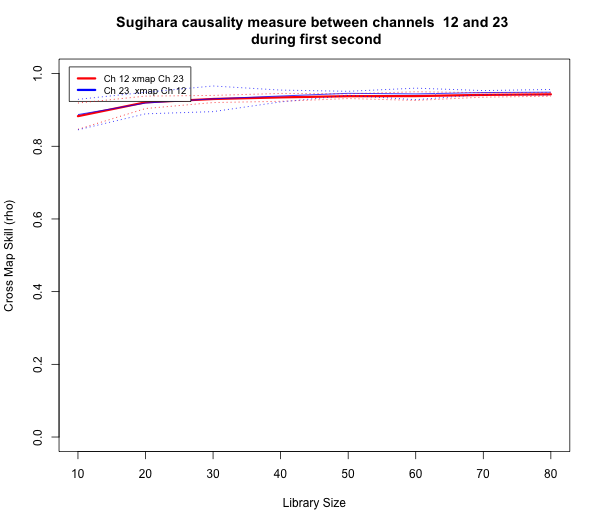 Sugihara causality measure between channels  12 and 23
during first second
Ch 12 xmap Ch 23
Ch 23  xmap Ch 12
Cross Map Skill (rho)
1.0
0.8
0.6
0.4
0.2
0.0
10 20 30 40 50 60 70 80
Library Size